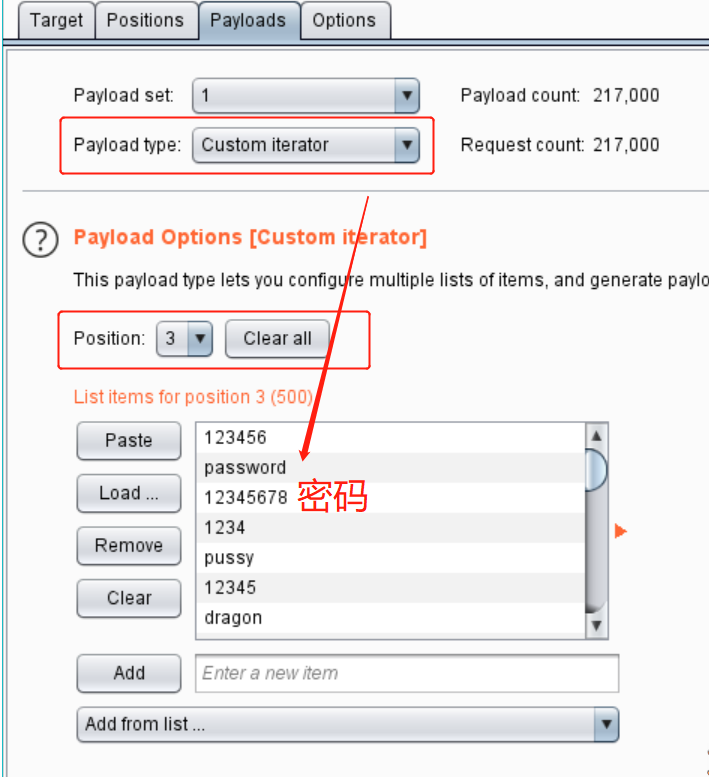 Target Positions Payloads Options
Payload set: 1 Payload count: 217,000
Payload type: Custom iterator Request count: 217,000
? Payload Options [Custom iterator]
This payload type lets you configure multiple lists of items, and generate paylo
Position: 3 Clear all
List items for position 3 (500)
Paste 123456
password
Load ... 12345678 密码
1234
Remove pussy
Clear 12345
dragon
Add Enter a new item
Add from list ...